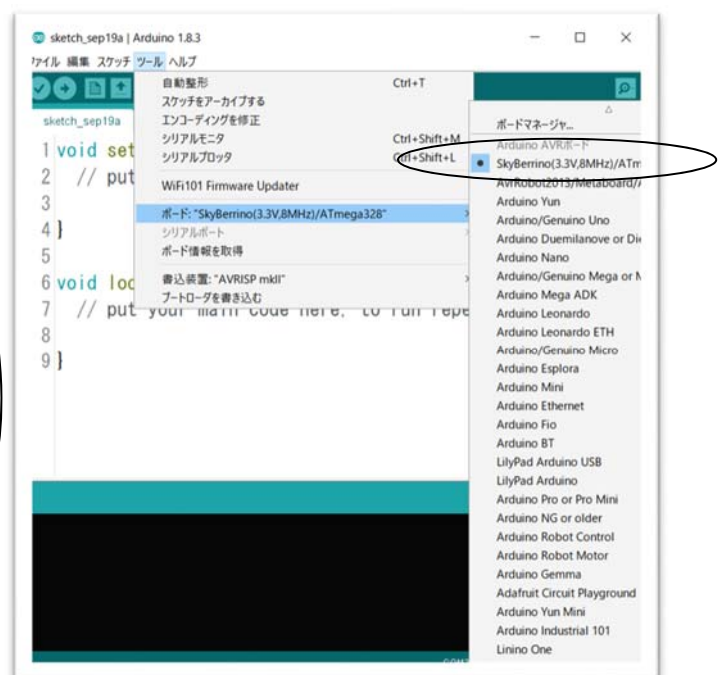 sketch_sep19a | Arduino 1.8.3
ファイル 編集 スケッチ ツール ヘルプ
sketch_sep19a
1 void set
2 // put
3
4 }
5
6 void loo
7 // put your main code here, to run repe
8
9 }
自動整形 Ctrl+T
スケッチをアーカイブする
エンコーディングを修正
シリアルモニタ Ctrl+Shift+M
シリアルプロッタ Ctrl+Shift+L
WiFi101 Firmware Updater
ボード: "SkyBerrino(3.3V,8MHz)/ATmega328"
シリアルポート
ボード情報を取得
書込装置: "AVRISP mkII"
ブートローダを書き込む
ボードマネージャ...
Arduino AVRボード
SkyBerrino(3.3V,8MHz)/ATm
AvrRobot2013/Metaboard/A
Arduino Yun
Arduino/Genuino Uno
Arduino Duemilanove or Die
Arduino Nano
Arduino/Genuino Mega or M
Arduino Mega ADK
Arduino Leonardo
Arduino Leonardo ETH
Arduino/Genuino Micro
Arduino Esplora
Arduino Mini
Arduino Ethernet
Arduino Fio
Arduino BT
LilyPad Arduino USB
LilyPad Arduino
Arduino Pro or Pro Mini
Arduino NG or older
Arduino Robot Control
Arduino Robot Motor
Arduino Gemma
Adafruit Circuit Playground
Arduino Yun Mini
Arduino Industrial 101
Linino One